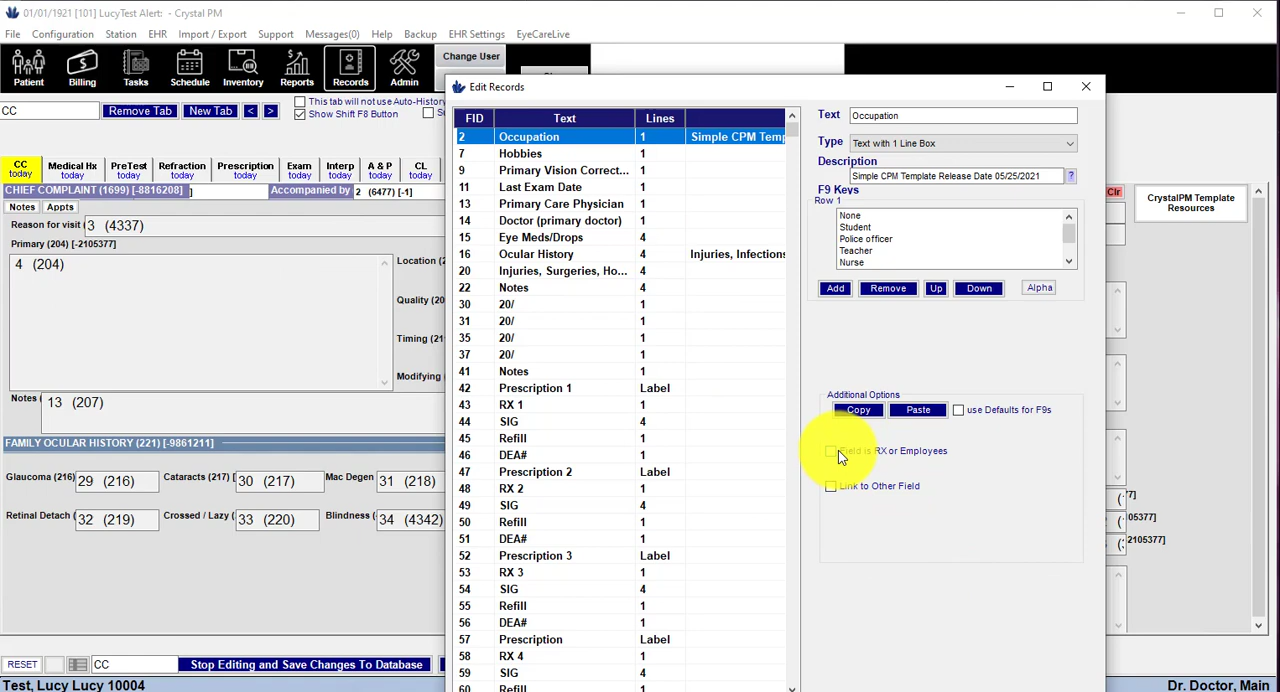 01/01/1921 [101] LucyTest Alert: - Crystal PM
File Configuration Station EHR Import / Export Support Messages(0) Help Backup EHR Settings EyeCareLive
Patient Billing Tasks Schedule Inventory Reports Records Admin
Change User
CC Remove Tab New Tab < >
This tab will not use Auto-History
Show Shift F8 Button
CC today
Medical Hx today
PreTest today
Refraction today
Prescription today
Exam today
Interp today
A & P today
CL today
CHIEF COMPLAINT (1699) [-8816208] ]
Accompanied by 2 (6477) [-1]
Notes Appts
Reason for visit ( 3 (4337)
Primary (204) [-2105377]
4 (204)
Location (2
Quality (20
Timing (21
Modifying (
Notes ( 13 (207)
FAMILY OCULAR HISTORY (221) [-9861211]
Glaucoma (216) 29 (216) Cataracts (217) [ 30 (217) Mac Degen 31 (218)
Retinal Detach ( 32 (219) Crossed / Lazy ( 33 (220) Blindness ( 34 (4342)
RESET CC Stop Editing and Save Changes To Database
Test, Lucy Lucy 10004
Dr. Doctor, Main
Edit Records
FID Text Lines
2 Occupation 1 Simple CPM Temp
7 Hobbies 1
9 Primary Vision Correct... 1
11 Last Exam Date 1
13 Primary Care Physician 1
14 Doctor (primary doctor) 1
15 Eye Meds/Drops 4
16 Ocular History 4 Injuries, Infections
20 Injuries, Surgeries, Ho... 4
22 Notes 4
30 20/ 1
31 20/ 1
35 20/ 1
37 20/ 1
41 Notes 1
42 Prescription 1 Label
43 RX 1 1
44 SIG 4
45 Refill 1
46 DEA# 1
47 Prescription 2 Label
48 RX 2 1
49 SIG 4
50 Refill 1
51 DEA# 1
52 Prescription 3 Label
53 RX 3 1
54 SIG 4
55 Refill 1
56 DEA# 1
57 Prescription Label
58 RX 4 1
59 SIG 4
60 Refill 1
Text Occupation
Type Text with 1 Line Box
Description
Simple CPM Template Release Date 05/25/2021 ?
F9 Keys
Row 1
None
Student
Police officer
Teacher
Nurse
Add Remove Up Down Alpha
Additional Options
Copy Paste use Defaults for F9s
Field is RX or Employees
Link to Other Field
Clr
CrystalPM Template
Resources
7]
05377]
2105377]